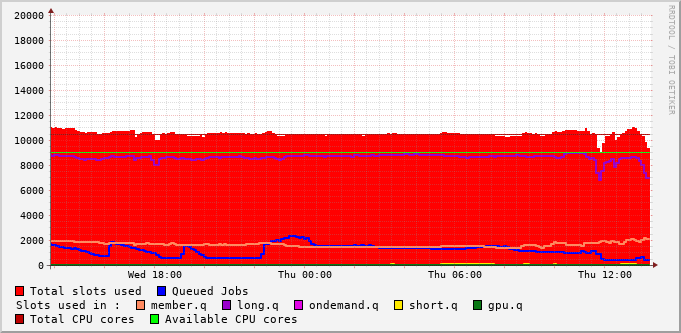 20000
18000
16000
14000
12000
10000
8000
6000
4000
2000
0
Wed 18:00 Thu 00:00 Thu 06:00 Thu 12:00
RRDTOOL / TOBI OETIKER
Total slots used Queued Jobs
Slots used in : member.q long.q ondemand.q short.q gpu.q
Total CPU cores Available CPU cores